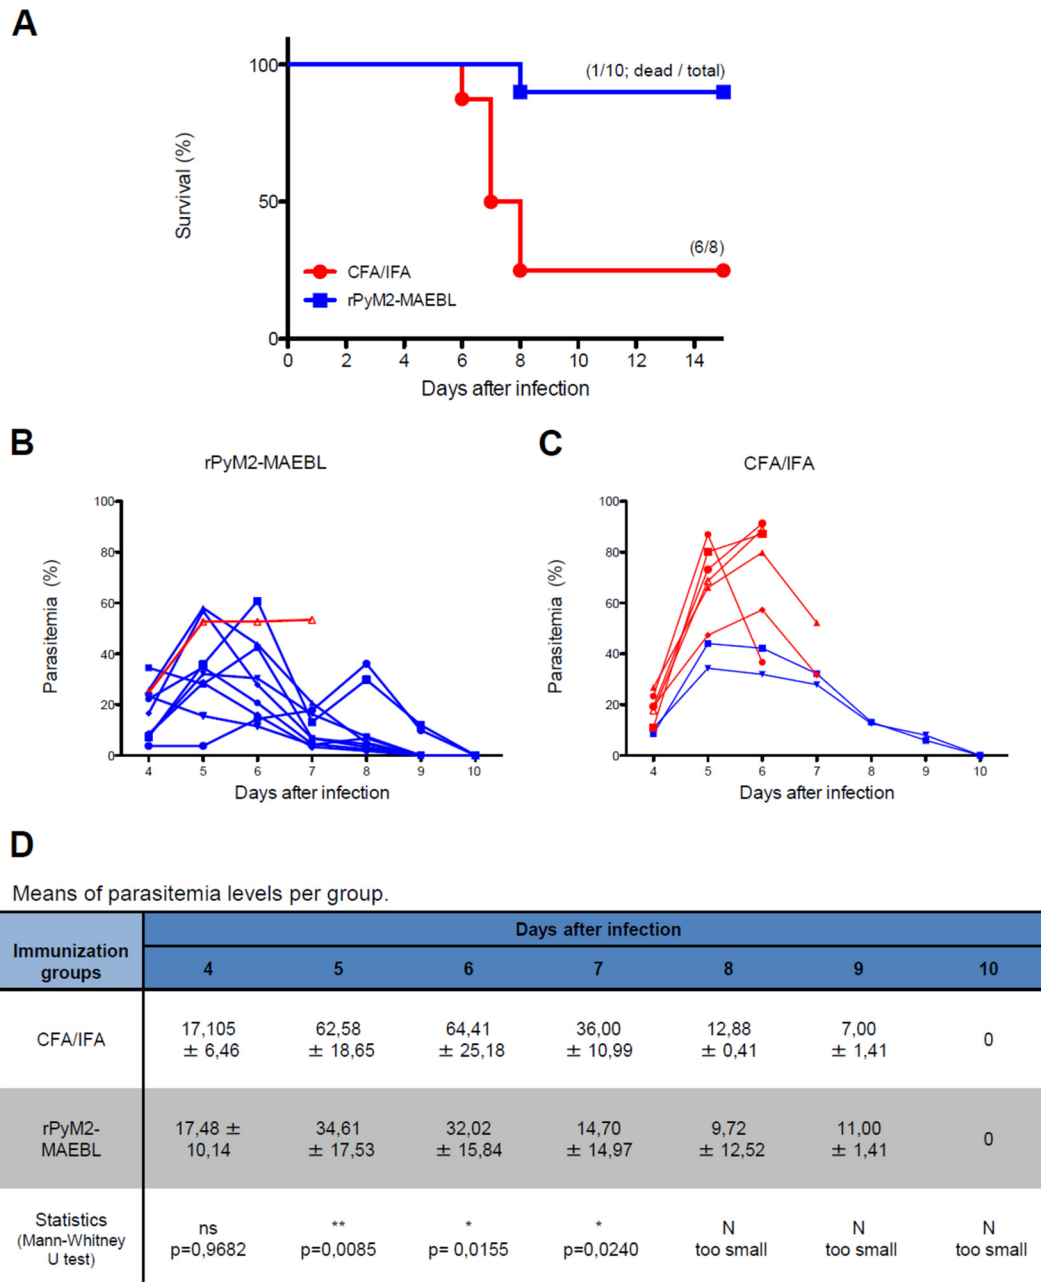 A
Survival (%)
100
50
0
(1/10; dead / total)
(6/8)
CFA/IFA
rPyM2-MAEBL
0 2 4 6 8 10 12 14
Days after infection
B
rPyM2-MAEBL
Parasitemia (%)
100
80
60
40
20
0
4 5 6 7 8 9 10
Days after infection
C
CFA/IFA
Parasitemia (%)
100
80
60
40
20
0
4 5 6 7 8 9 10
Days after infection
D
Means of parasitemia levels per group.
Immunization
groups
Days after infection
4 5 6 7 8 9 10
CFA/IFA
17,105
± 6,46
62,58
± 18,65
64,41
± 25,18
36,00
± 10,99
12,88
± 0,41
7,00
± 1,41
0
rPyM2-
MAEBL
17,48 ±
10,14
34,61
± 17,53
32,02
± 15,84
14,70
± 14,97
9,72
± 12,52
11,00
± 1,41
0
Statistics
(Mann-Whitney
U test)
ns
p=0,9682
**
p=0,0085
*
p= 0,0155
*
p=0,0240
N
too small
N
too small
N
too small